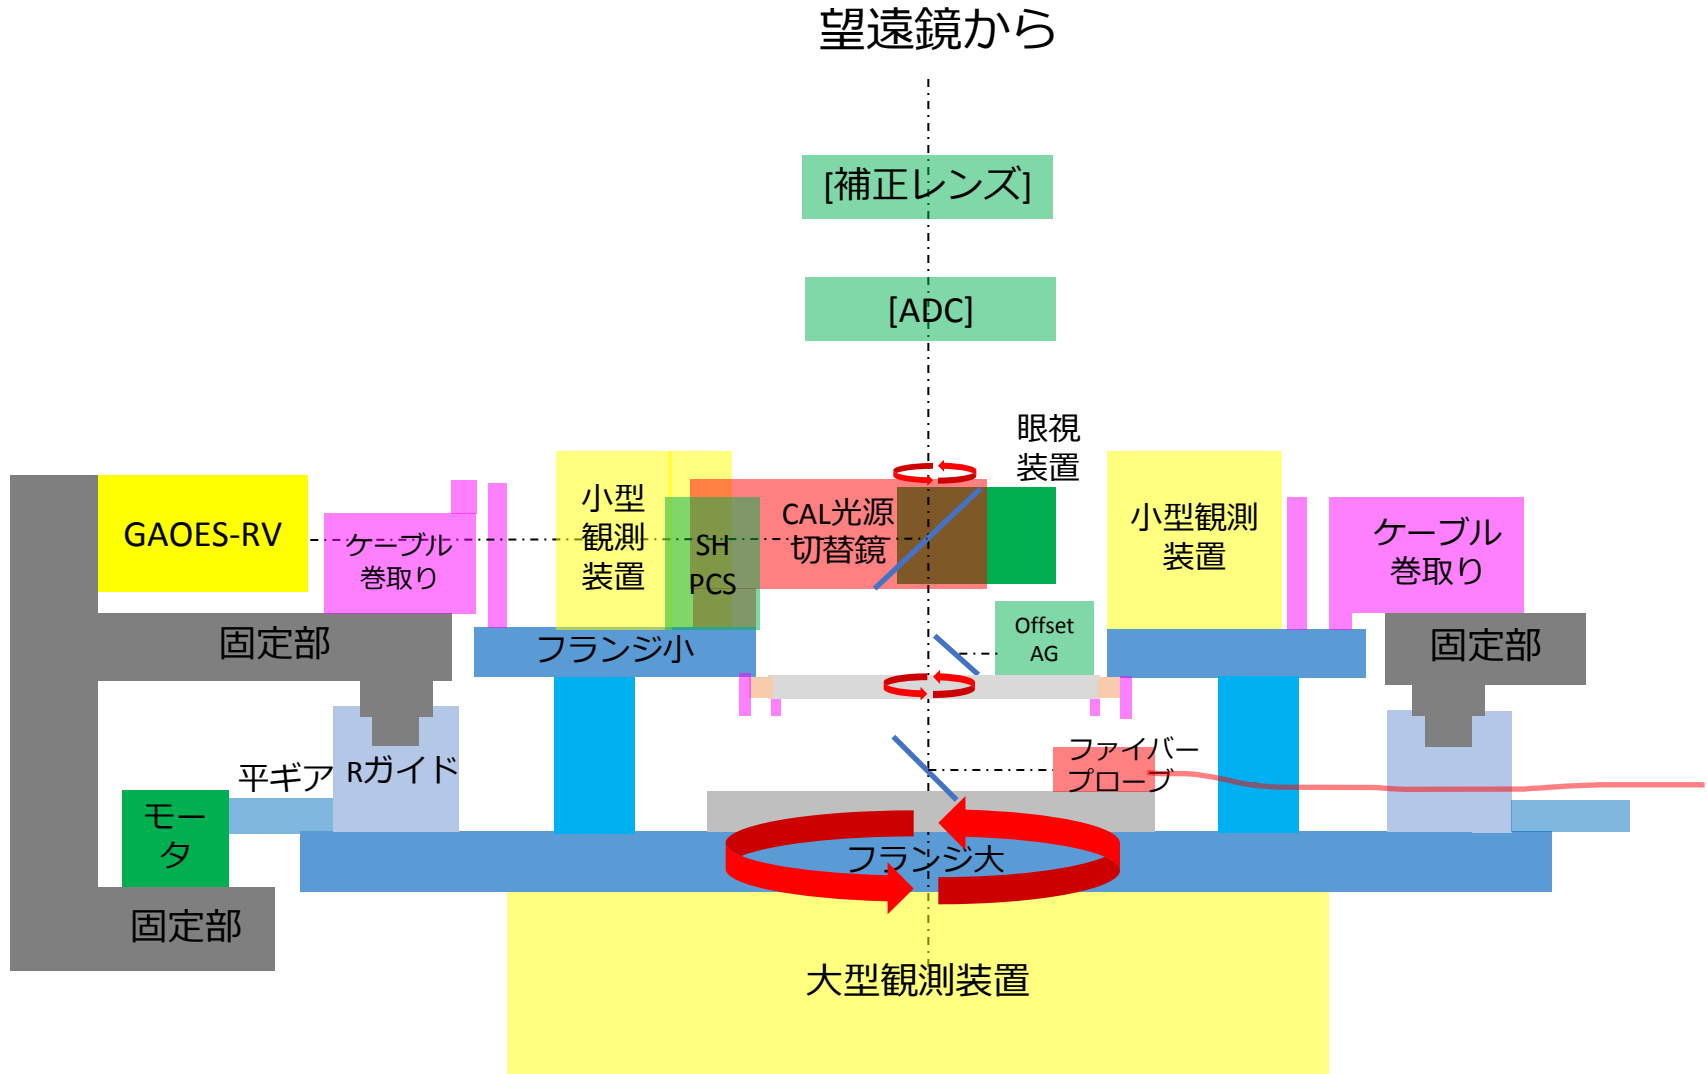 望遠鏡から
[補正レンズ]
[ADC]
眼視
装置
GAOES-RV
ケーブル
巻取り
小型
観測
装置
SH
PCS
CAL光源
切替鏡
小型観測
装置
ケーブル
巻取り
固定部
フランジ小
Offset
AG
固定部
平ギア
Rガイド
ファイバー
プローブ
モー
タ
フランジ大
固定部
大型観測装置